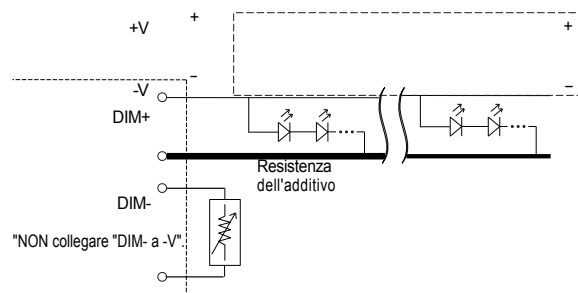 +V
+
+
−
-V
−
DIM+
Resistenza
dell'additivo
DIM-
"NON collegare "DIM- a -V".